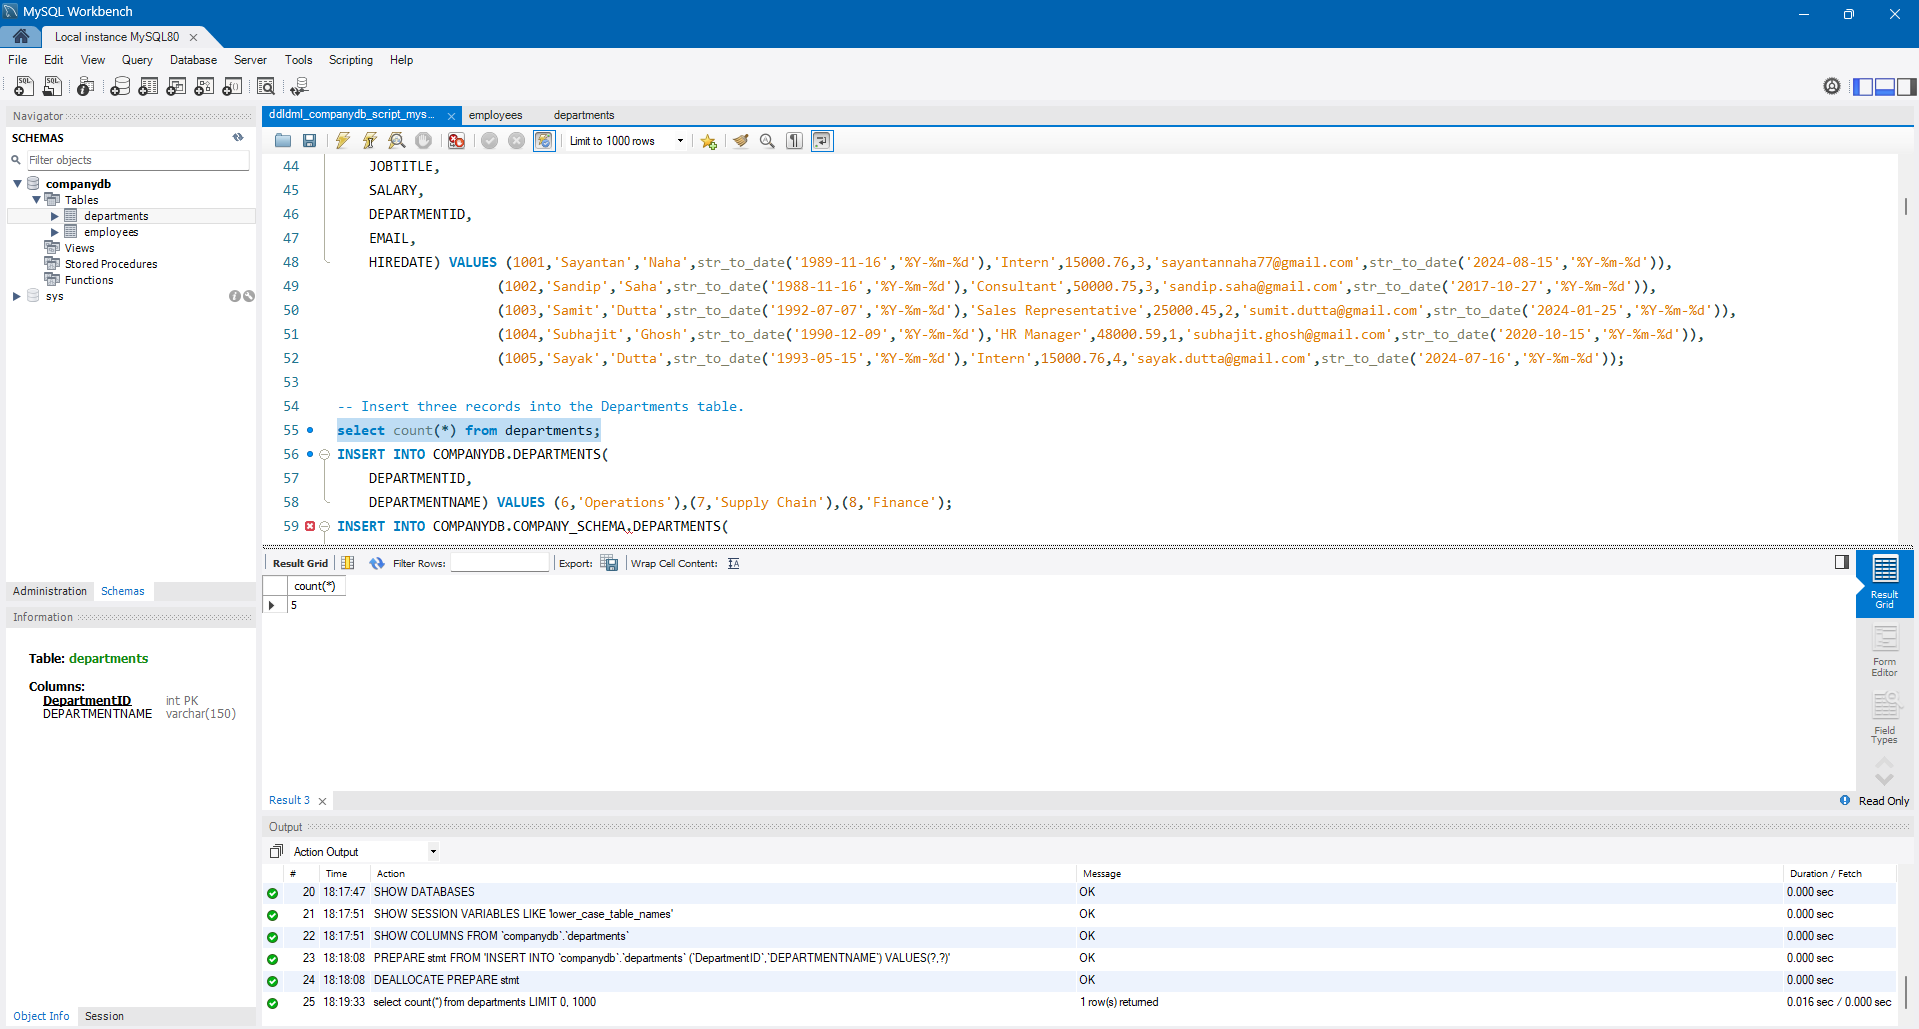 MySQL Workbench
Local instance MySQL80
File Edit View Query Database Server Tools Scripting Help
Navigator
SCHEMAS
Filter objects
companydb
Tables
departments
employees
Views
Stored Procedures
Functions
sys
Administration Schemas
Information
Table: departments
Columns:
DepartmentID int PK
DEPARTMENTNAME varchar(150)
Object Info Session
ddldml_companydb_script_mys... employees departments
Limit to 1000 rows
44 JOBTITLE,
45 SALARY,
46 DEPARTMENTID,
47 EMAIL,
48 HIREDATE) VALUES (1001,'Sayantan','Naha',str_to_date('1989-11-16','%Y-%m-%d'),'Intern',15000.76,3,'sayantannaha77@gmail.com',str_to_date('2024-08-15','%Y-%m-%d')),
49 (1002,'Sandip','Saha',str_to_date('1988-11-16','%Y-%m-%d'),'Consultant',50000.75,3,'sandip.saha@gmail.com',str_to_date('2017-10-27','%Y-%m-%d')),
50 (1003,'Samit','Dutta',str_to_date('1992-07-07','%Y-%m-%d'),'Sales Representative',25000.45,2,'sumit.dutta@gmail.com',str_to_date('2024-01-25','%Y-%m-%d')),
51 (1004,'Subhajit','Ghosh',str_to_date('1990-12-09','%Y-%m-%d'),'HR Manager',48000.59,1,'subhajit.ghosh@gmail.com',str_to_date('2020-10-15','%Y-%m-%d')),
52 (1005,'Sayak','Dutta',str_to_date('1993-05-15','%Y-%m-%d'),'Intern',15000.76,4,'sayak.dutta@gmail.com',str_to_date('2024-07-16','%Y-%m-%d'));
53
54 -- Insert three records into the Departments table.
55 select count(*) from departments;
56 INSERT INTO COMPANYDB.DEPARTMENTS(
57 DEPARTMENTID,
58 DEPARTMENTNAME) VALUES (6,'Operations'),(7,'Supply Chain'),(8,'Finance');
59 INSERT INTO COMPANYDB.COMPANY_SCHEMA.DEPARTMENTS(
Result Grid Filter Rows: Export: Wrap Cell Content:
count(*)
5
Result Grid
Form Editor
Field Types
Result 3 Read Only
Output
Action Output
# Time Action Message Duration / Fetch
20 18:17:47 SHOW DATABASES OK 0.000 sec
21 18:17:51 SHOW SESSION VARIABLES LIKE 'lower_case_table_names' OK 0.000 sec
22 18:17:51 SHOW COLUMNS FROM `companydb`.`departments` OK 0.000 sec
23 18:18:08 PREPARE stmt FROM 'INSERT INTO `companydb`.`departments` (`DepartmentID`,`DEPARTMENTNAME`) VALUES(?,?)' OK 0.000 sec
24 18:18:08 DEALLOCATE PREPARE stmt OK 0.000 sec
25 18:19:33 select count(*) from departments LIMIT 0, 1000 1 row(s) returned 0.016 sec / 0.000 sec